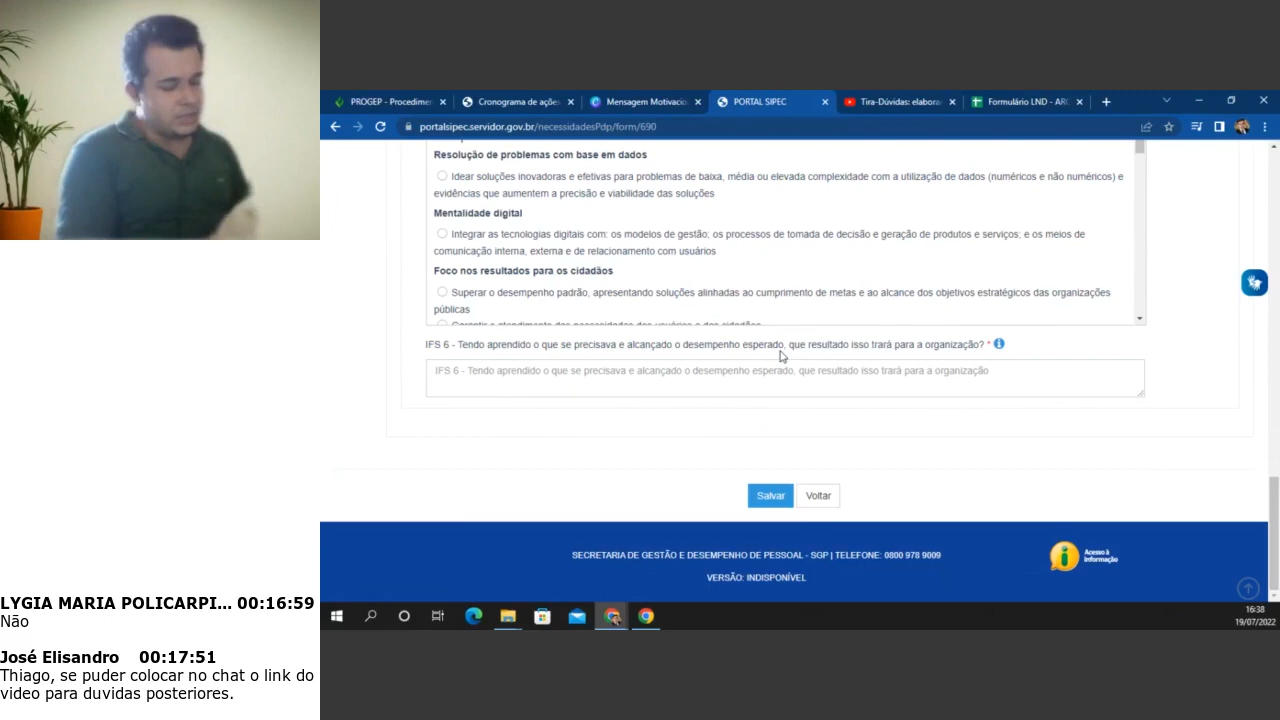 PROGEP - Procedimer
Cronograma de ações
Mensagem Motivacio
PORTAL SIPEC
Tira-Dúvidas: elabora
Formulário LND - ARC
portalsipec.servidor.gov.br/necessidadesPdp/form/690
Resolução de problemas com base em dados
Idear soluções inovadoras e efetivas para problemas de baixa, média ou elevada complexidade com a utilização de dados (numéricos e não numéricos) e
evidências que aumentem a precisão e viabilidade das soluções
Mentalidade digital
Integrar as tecnologias digitais com: os modelos de gestão; os processos de tomada de decisão e geração de produtos e serviços; e os meios de
comunicação interna, externa e de relacionamento com usuários
Foco nos resultados para os cidadãos
Superar o desempenho padrão, apresentando soluções alinhadas ao cumprimento de metas e ao alcance dos objetivos estratégicos das organizações
públicas
IFS 6 - Tendo aprendido o que se precisava e alcançado o desempenho esperado, que resultado isso trará para a organização? *
IFS 6 - Tendo aprendido o que se precisava e alcançado o desempenho esperado, que resultado isso trará para a organização
Salvar
Voltar
SECRETARIA DE GESTÃO E DESEMPENHO DE PESSOAL - SGP | TELEFONE: 0800 978 9009
VERSÃO: INDISPONÍVEL
Acesso à
Informação
16:38
19/07/2022
LYGIA MARIA POLICARPI... 00:16:59
Não
José Elisandro 00:17:51
Thiago, se puder colocar no chat o link do
video para duvidas posteriores.